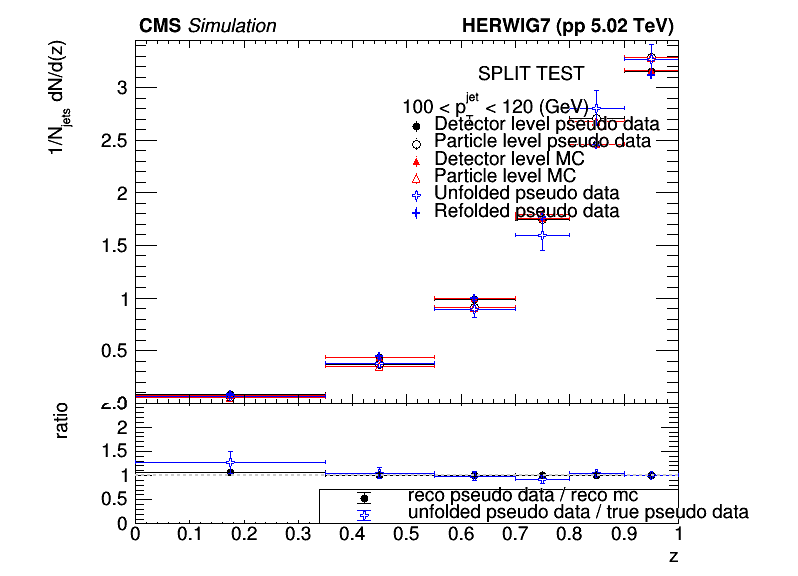 CMS Simulation HERWIG7 (pp 5.02 TeV)
1/Njets dN/d(z)
SPLIT TEST
100 < pTjet < 120 (GeV)
Detector level pseudo data
Particle level pseudo data
Detector level MC
Particle level MC
Unfolded pseudo data
Refolded pseudo data
3
2.5
2
1.5
1
0.5
0
ratio
2
1.5
1
0.5
0
reco pseudo data / reco mc
unfolded pseudo data / true pseudo data
0 0.1 0.2 0.3 0.4 0.5 0.6 0.7 0.8 0.9 1
z